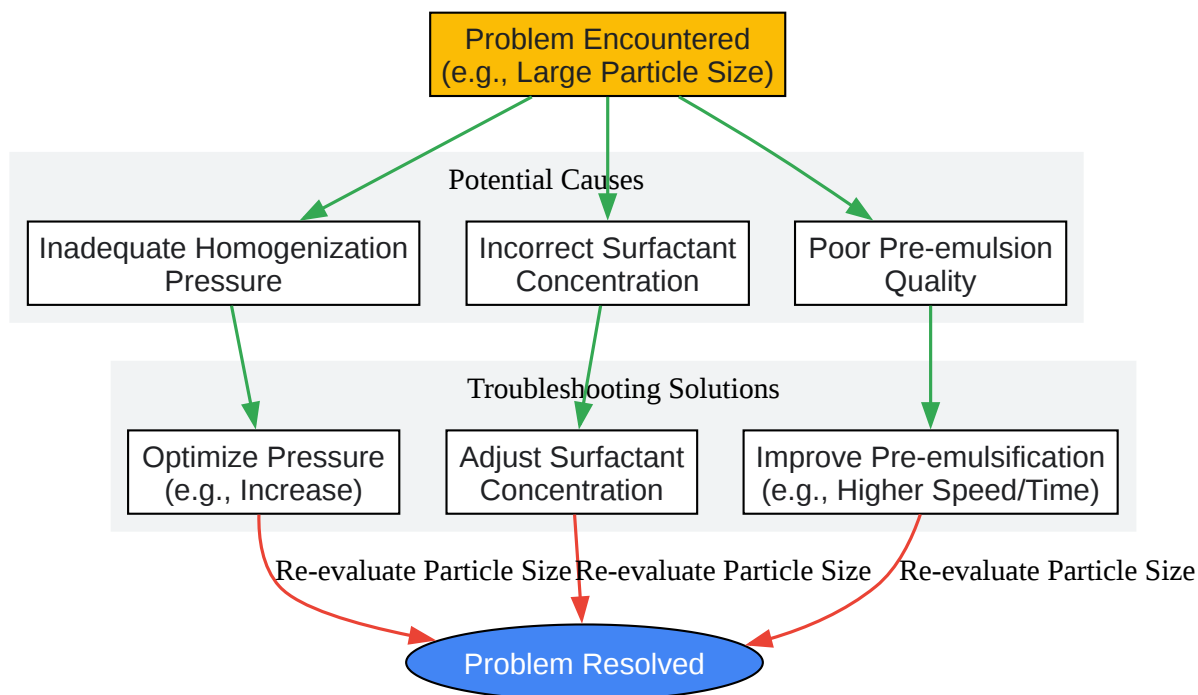 Problem Encountered
(e.g., Large Particle Size)
Potential Causes
Inadequate Homogenization
Pressure
Incorrect Surfactant
Concentration
Poor Pre-emulsion
Quality
Troubleshooting Solutions
Optimize Pressure
(e.g., Increase)
Adjust Surfactant
Concentration
Improve Pre-emulsification
(e.g., Higher Speed/Time)
Re-evaluate Particle Size
Re-evaluate Particle Size
Re-evaluate Particle Size
Problem Resolved